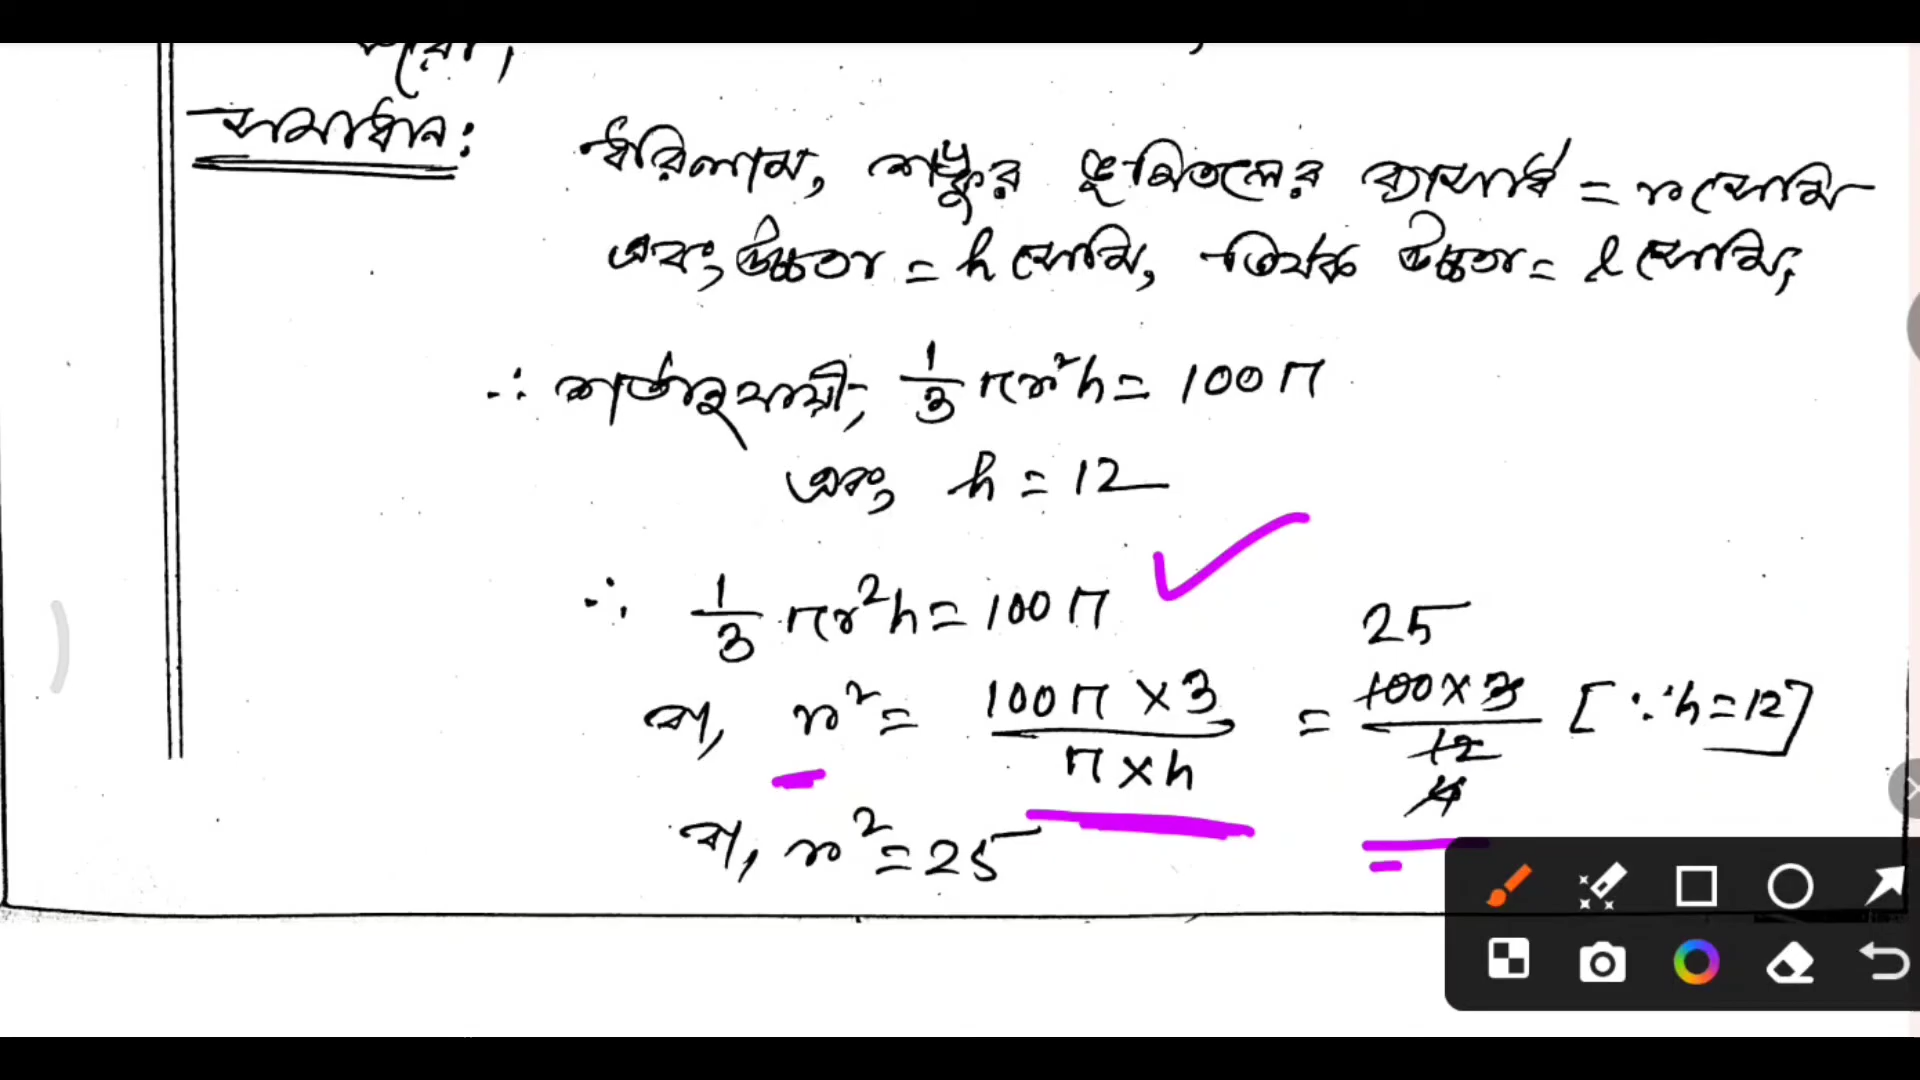 সমাধান:
ধরিলাম, শঙ্কুর ভূমিতলের ব্যাসার্ধ = r সেমি
এবং, উচ্চতা = h সেমি, তির্যক উচ্চতা = l সেমি,
∴ শর্তানুযায়ী, 1/3 πr²h = 100π
এবং, h = 12
∴ 1/3 πr²h = 100π
25
বা, r² = 100π × 3 / π × h = 100 × 3 / 12 [∵ h = 12]
4
বা, r² = 25